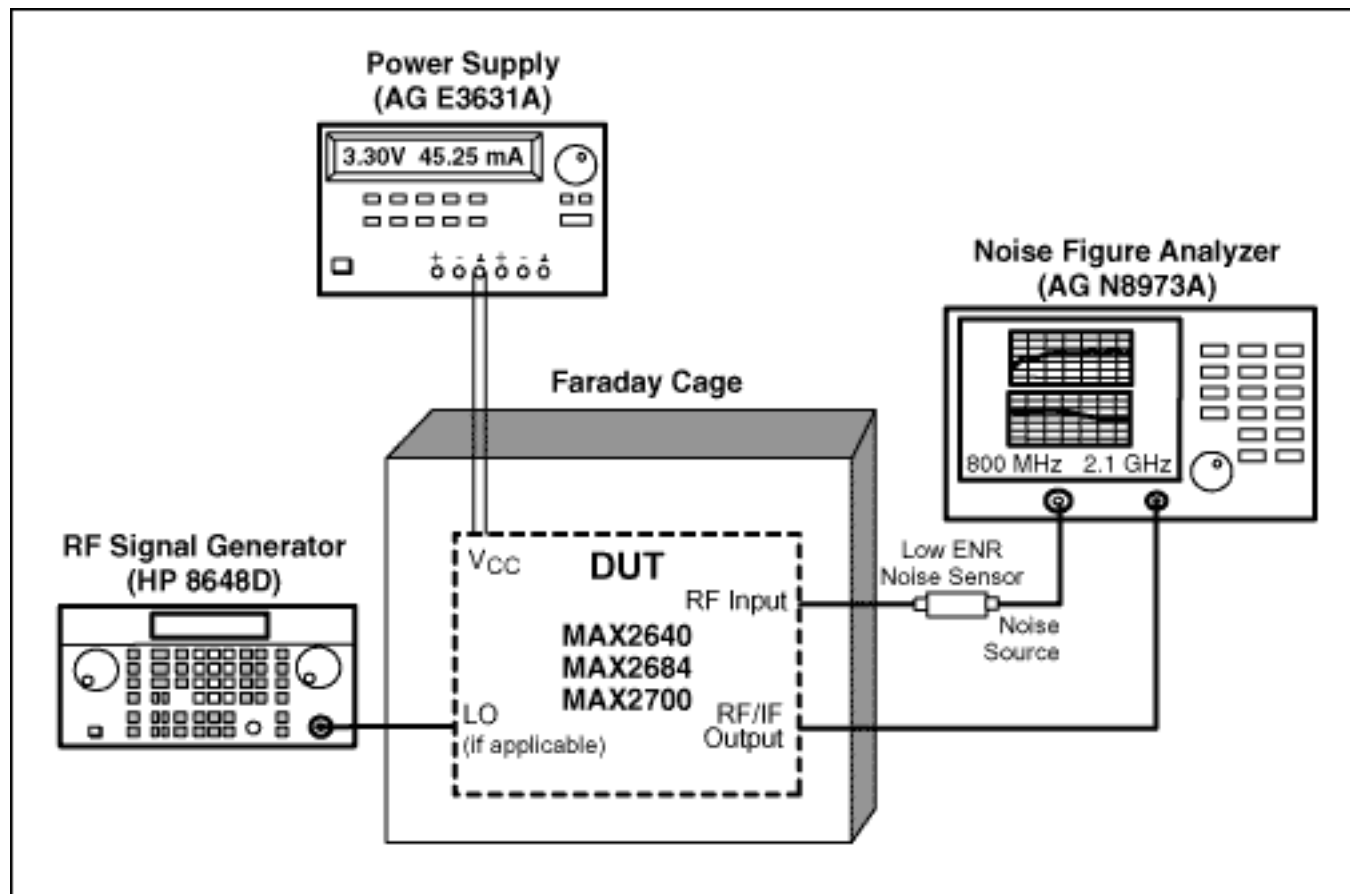 Power Supply
(AG E3631A)
3.30V 45.25 mA
+ - + -
Noise Figure Analyzer
(AG N8973A)
800 MHz 2.1 GHz
Faraday Cage
RF Signal Generator
(HP 8648D)
VCC
DUT
RF Input
MAX2640
MAX2684
MAX2700
LO
(if applicable)
RF/IF
Output
Low ENR
Noise Sensor
Noise
Source